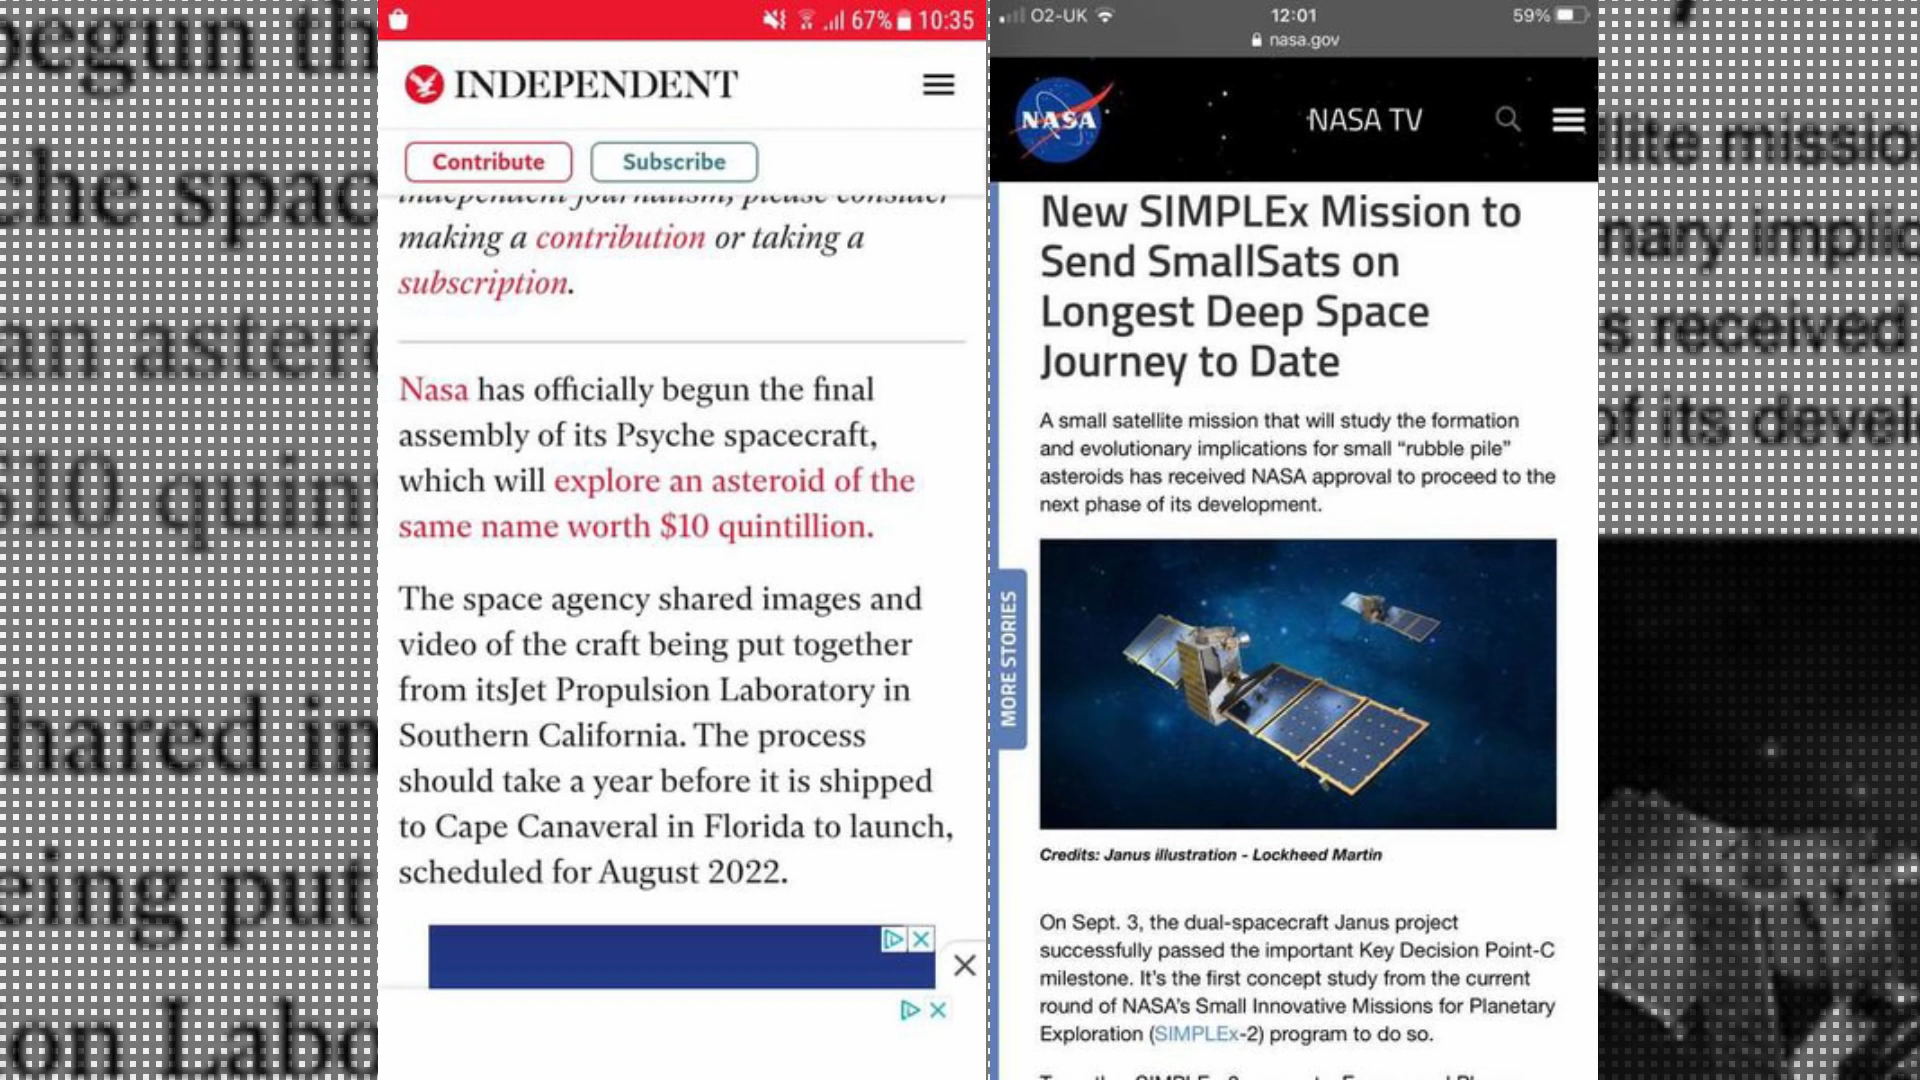 67% 10:35
INDEPENDENT
Contribute
Subscribe
independent journalism, please consider
making a contribution or taking a
subscription.
Nasa has officially begun the final
assembly of its Psyche spacecraft,
which will explore an asteroid of the
same name worth $10 quintillion.
The space agency shared images and
video of the craft being put together
from itsJet Propulsion Laboratory in
Southern California. The process
should take a year before it is shipped
to Cape Canaveral in Florida to launch,
scheduled for August 2022.
O2-UK 12:01 59%
nasa.gov
NASA
NASA TV
New SIMPLEx Mission to
Send SmallSats on
Longest Deep Space
Journey to Date
A small satellite mission that will study the formation
and evolutionary implications for small “rubble pile”
asteroids has received NASA approval to proceed to the
next phase of its development.
MORE STORIES
Credits: Janus illustration - Lockheed Martin
On Sept. 3, the dual-spacecraft Janus project
successfully passed the important Key Decision Point-C
milestone. It’s the first concept study from the current
round of NASA’s Small Innovative Missions for Planetary
Exploration (SIMPLEx-2) program to do so.